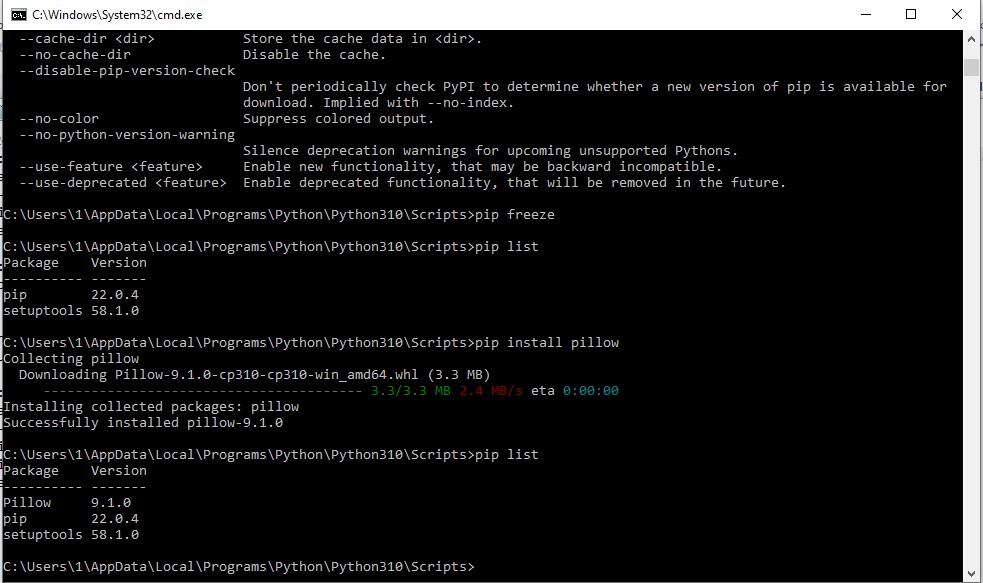 C:\Windows\System32\cmd.exe
--cache-dir <dir> Store the cache data in <dir>.
--no-cache-dir Disable the cache.
--disable-pip-version-check
Don't periodically check PyPI to determine whether a new version of pip is available for
download. Implied with --no-index.
--no-color Suppress colored output.
--no-python-version-warning
Silence deprecation warnings for upcoming unsupported Pythons.
--use-feature <feature> Enable new functionality, that may be backward incompatible.
--use-deprecated <feature> Enable deprecated functionality, that will be removed in the future.
C:\Users\1\AppData\Local\Programs\Python\Python310\Scripts>pip freeze
C:\Users\1\AppData\Local\Programs\Python\Python310\Scripts>pip list
Package Version
---------- -------
pip 22.0.4
setuptools 58.1.0
C:\Users\1\AppData\Local\Programs\Python\Python310\Scripts>pip install pillow
Collecting pillow
Downloading Pillow-9.1.0-cp310-cp310-win_amd64.whl (3.3 MB)
---------------------------------------- 3.3/3.3 MB 2.4 MB/s eta 0:00:00
Installing collected packages: pillow
Successfully installed pillow-9.1.0
C:\Users\1\AppData\Local\Programs\Python\Python310\Scripts>pip list
Package Version
---------- -------
Pillow 9.1.0
pip 22.0.4
setuptools 58.1.0
C:\Users\1\AppData\Local\Programs\Python\Python310\Scripts>